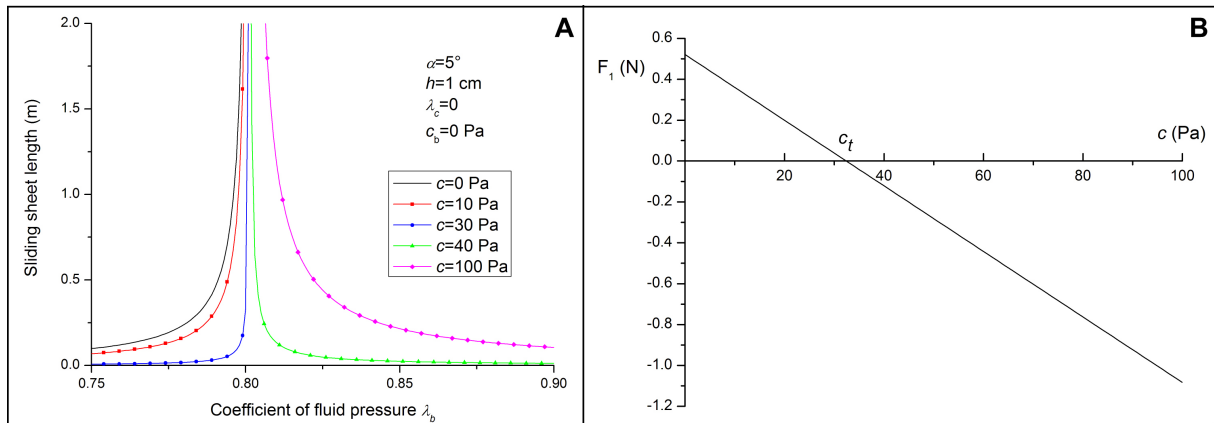 A
2.0
1.5
1.0
0.5
0.0
Sliding sheet length (m)
α=5°
h=1 cm
λc=0
cb=0 Pa
c=0 Pa
c=10 Pa
c=30 Pa
c=40 Pa
c=100 Pa
0.75 0.80 0.85 0.90
Coefficient of fluid pressure λb
B
F1 (N)
0.6
0.4
0.2
0.0
-0.2
-0.4
-0.6
-0.8
-1.0
-1.2
ct
c (Pa)
20 40 60 80 100